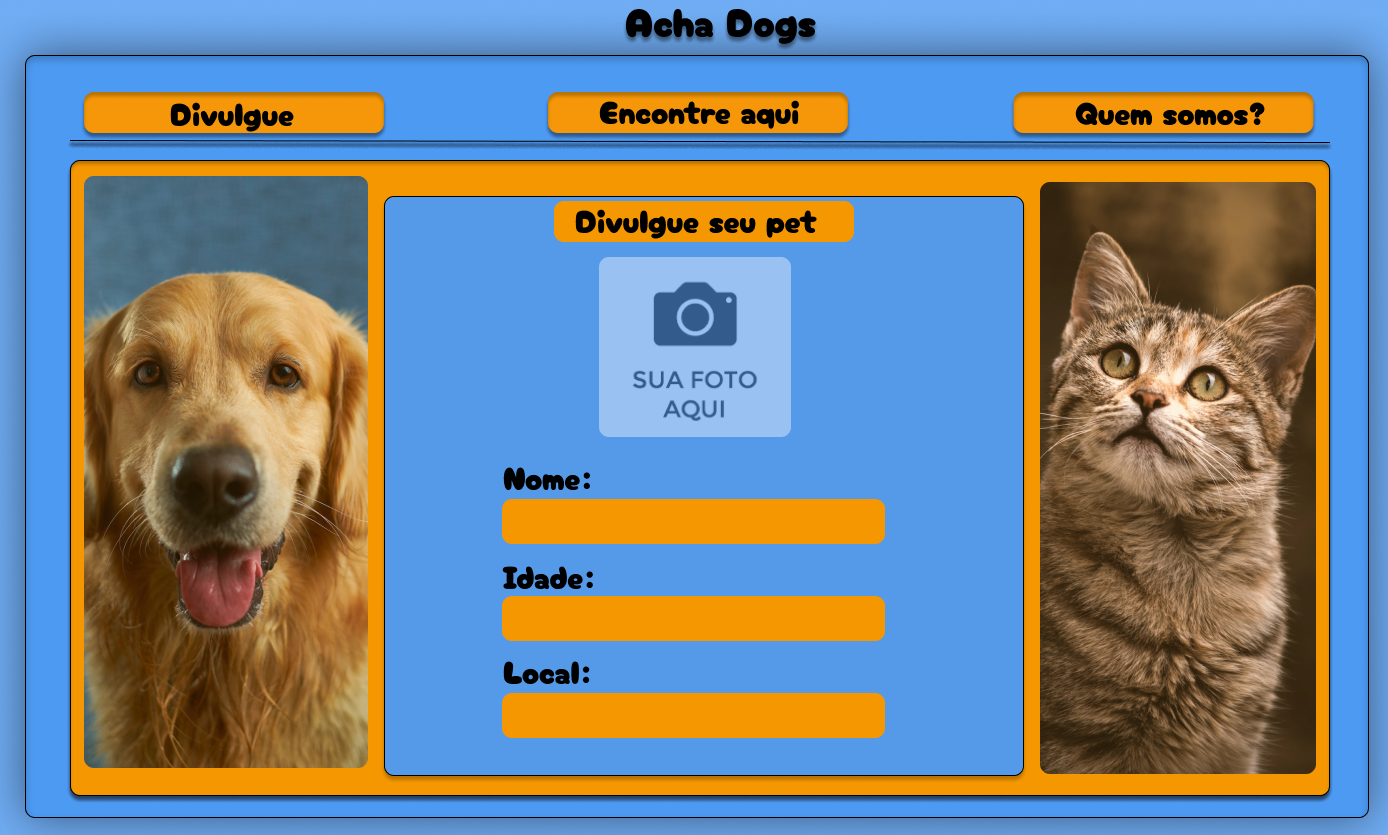 Acha Dogs
Divulgue
Encontre aqui
Quem somos?
Divulgue seu pet
SUA FOTO
AQUI
Nome:
Idade:
Local: